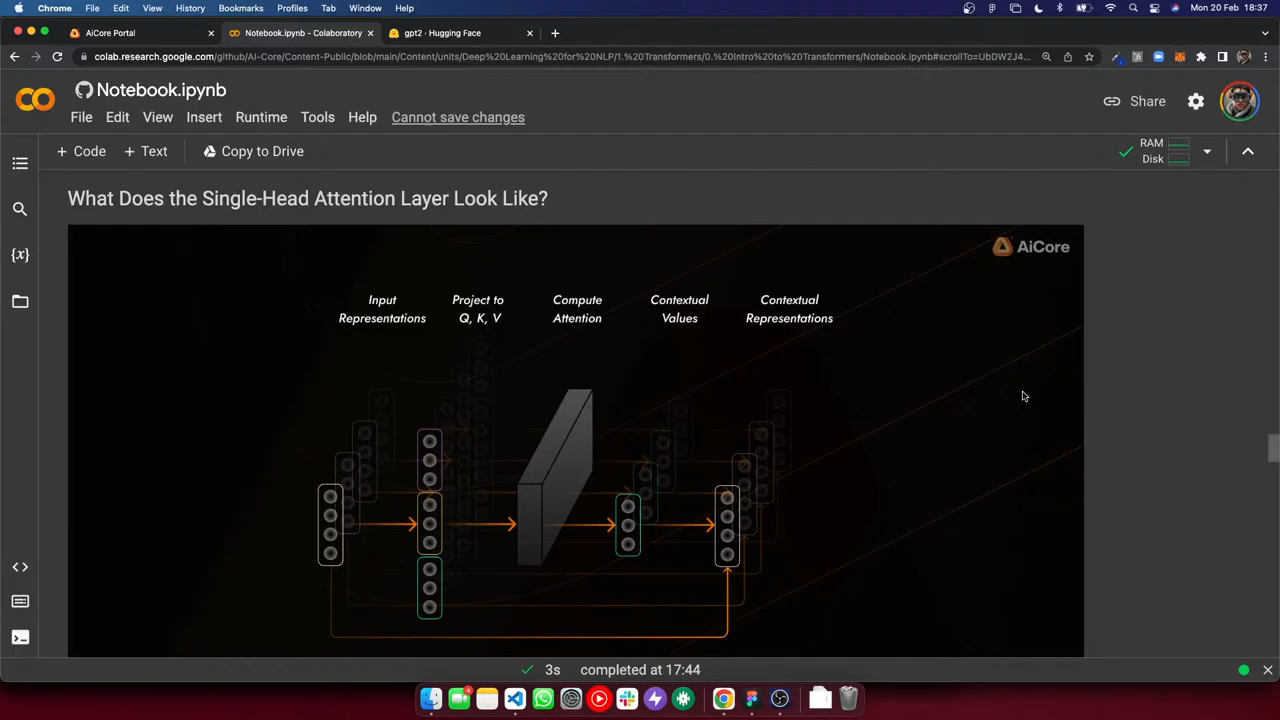 Chrome File Edit View History Bookmarks Profiles Tab Window Help Mon 20 Feb 18:37
AiCore Portal Notebook.ipynb - Colaboratory gpt2 · Hugging Face
colab.research.google.com/github/AI-Core/Content-Public/blob/main/Content/units/Deep%20Learning%20for%20NLP/1.%20Transformers/0.%20Intro%20to%20Transformers/Notebook.ipynb#scrollTo=UbDW2J4...
Notebook.ipynb
Share
File Edit View Insert Runtime Tools Help Cannot save changes
+ Code + Text Copy to Drive
RAM
Disk
What Does the Single-Head Attention Layer Look Like?
AiCore
Input
Representations
Project to
Q, K, V
Compute
Attention
Contextual
Values
Contextual
Representations
{x}
3s completed at 17:44
4